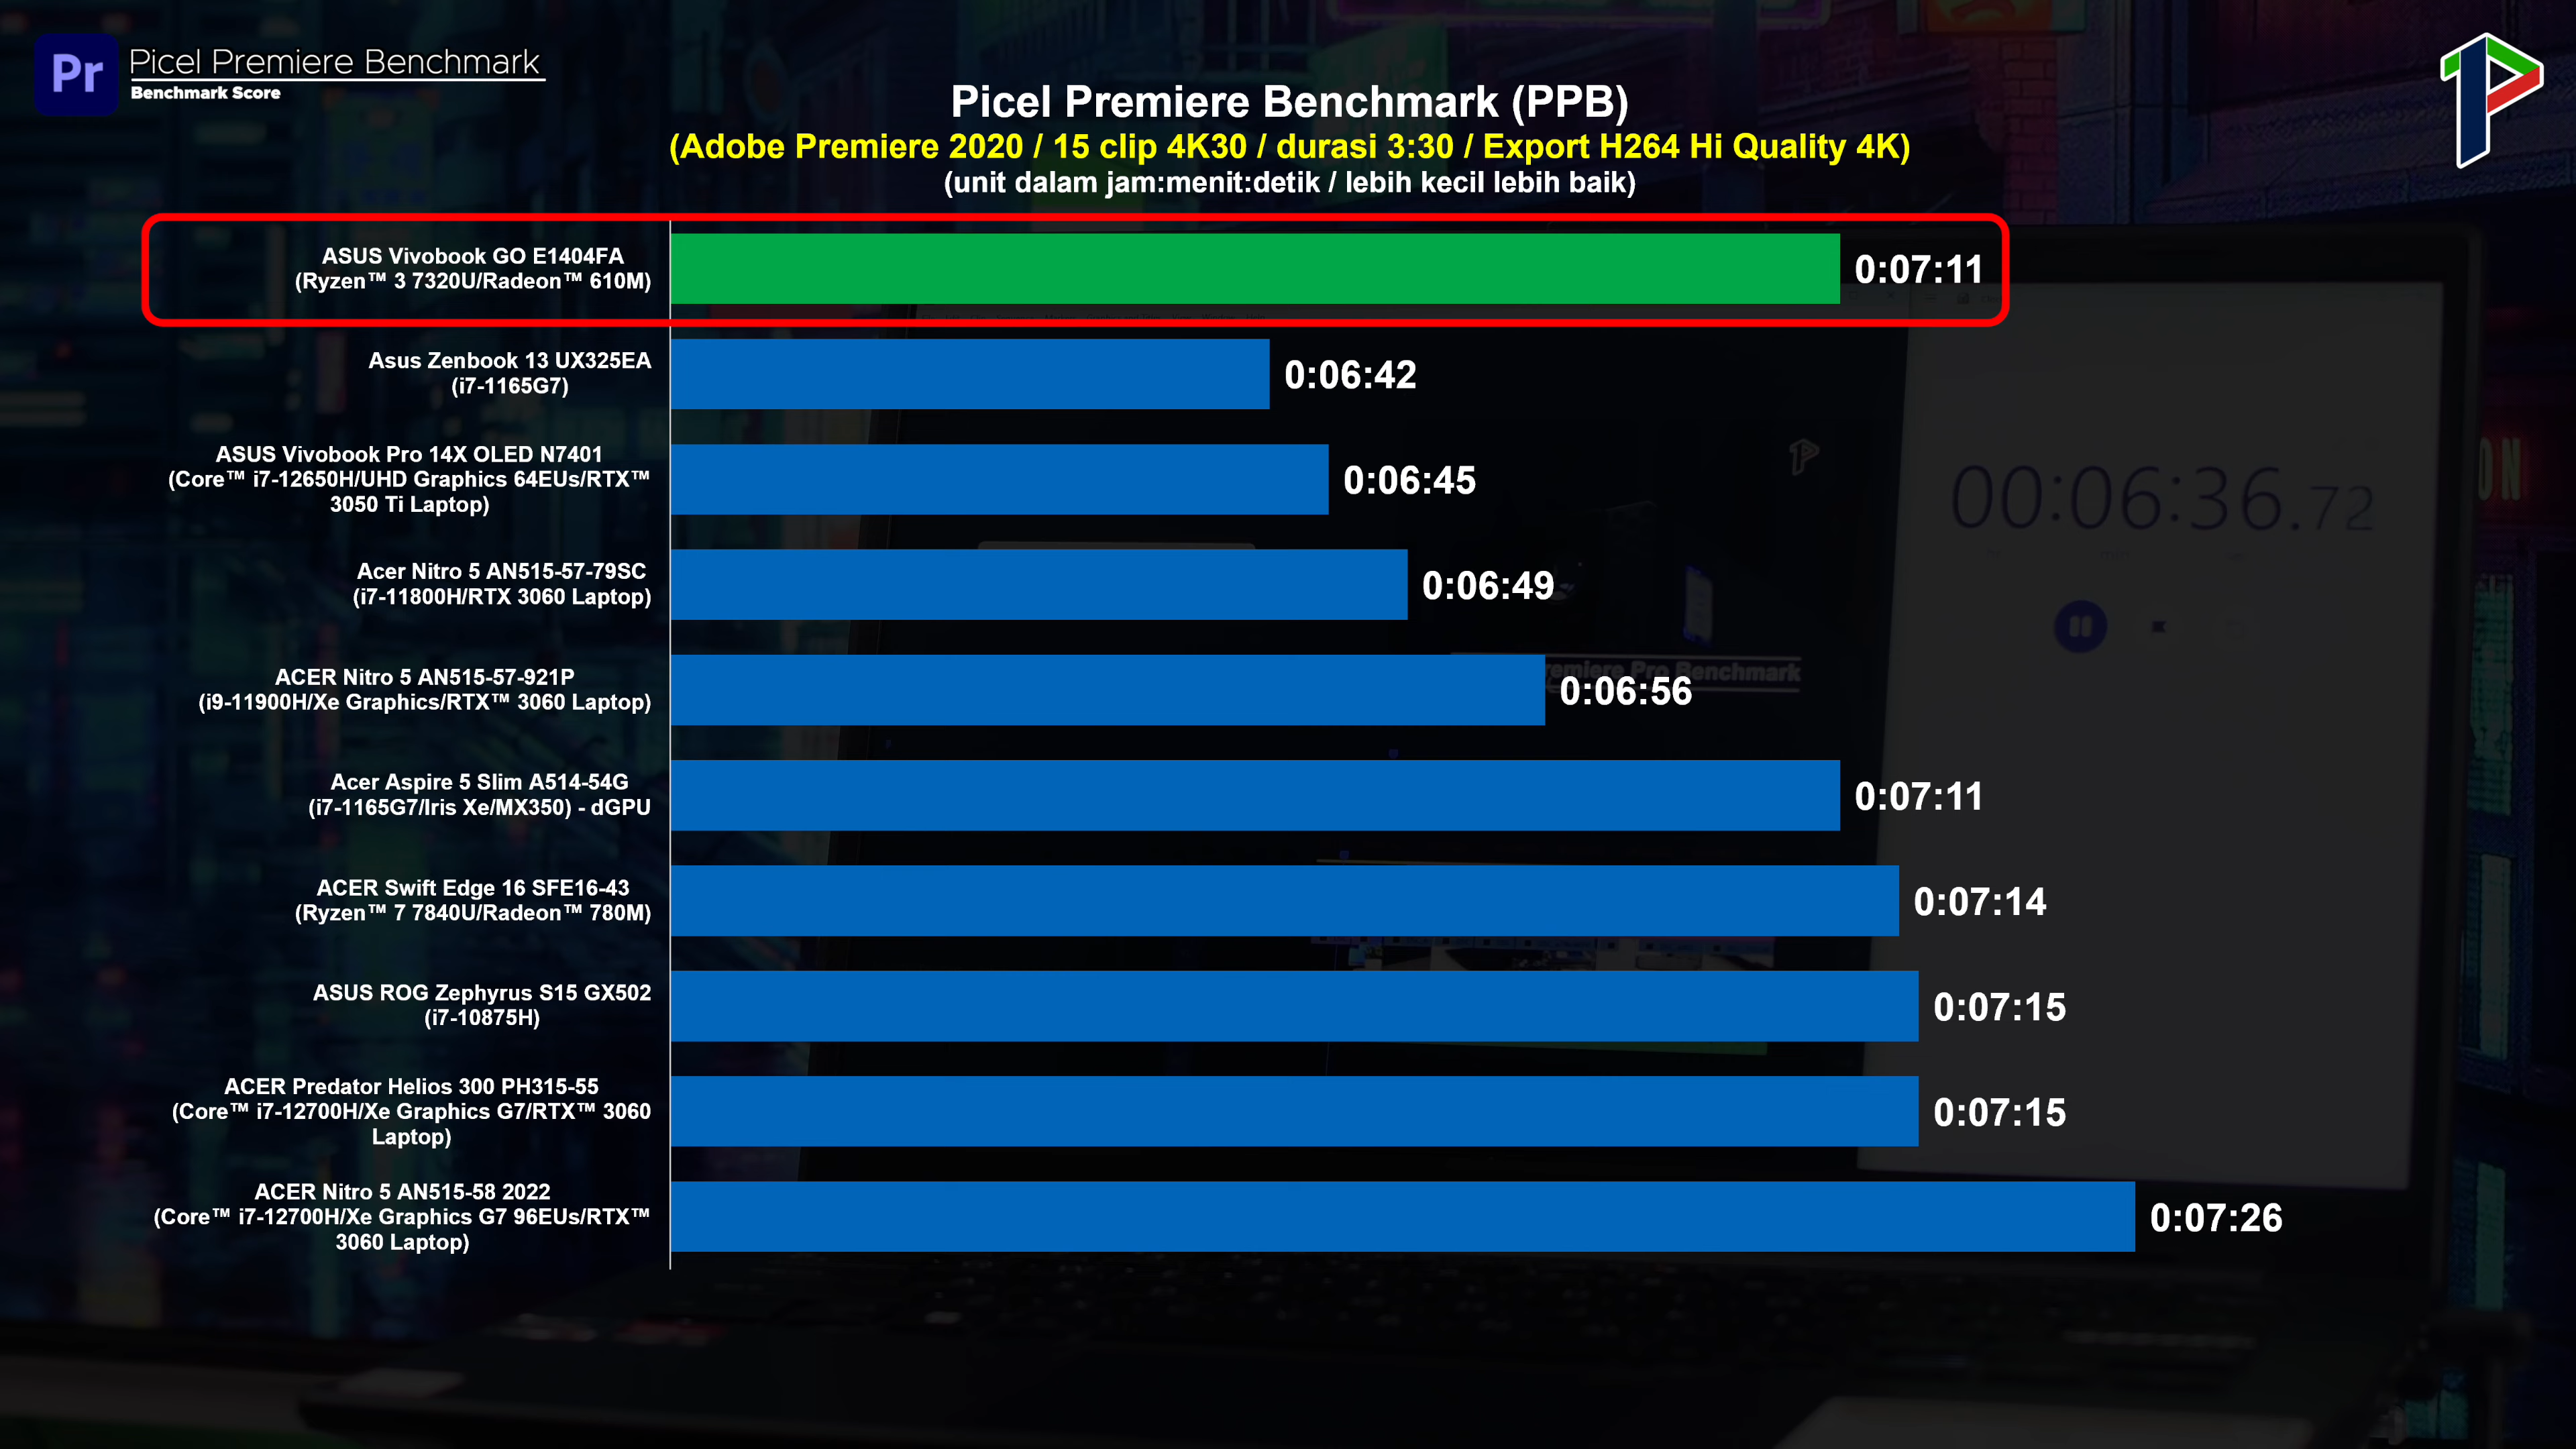 Pr
Picel Premiere Benchmark
Benchmark Score
Picel Premiere Benchmark (PPB)
(Adobe Premiere 2020 / 15 clip 4K30 / durasi 3:30 / Export H264 Hi Quality 4K)
(unit dalam jam:menit:detik / lebih kecil lebih baik)
ASUS Vivobook GO E1404FA
(Ryzen™ 3 7320U/Radeon™ 610M)
0:07:11
Asus Zenbook 13 UX325EA
(i7-1165G7)
0:06:42
ASUS Vivobook Pro 14X OLED N7401
(Core™ i7-12650H/UHD Graphics 64EUs/RTX™
3050 Ti Laptop)
0:06:45
00:06:36.72
Acer Nitro 5 AN515-57-79SC
(i7-11800H/RTX 3060 Laptop)
0:06:49
ACER Nitro 5 AN515-57-921P
(i9-11900H/Xe Graphics/RTX™ 3060 Laptop)
0:06:56
emiere Pro Benchmark
Acer Aspire 5 Slim A514-54G
(i7-1165G7/Iris Xe/MX350) - dGPU
0:07:11
ACER Swift Edge 16 SFE16-43
(Ryzen™ 7 7840U/Radeon™ 780M)
0:07:14
ASUS ROG Zephyrus S15 GX502
(i7-10875H)
0:07:15
ACER Predator Helios 300 PH315-55
(Core™ i7-12700H/Xe Graphics G7/RTX™ 3060
Laptop)
0:07:15
ACER Nitro 5 AN515-58 2022
(Core™ i7-12700H/Xe Graphics G7 96EUs/RTX™
3060 Laptop)
0:07:26